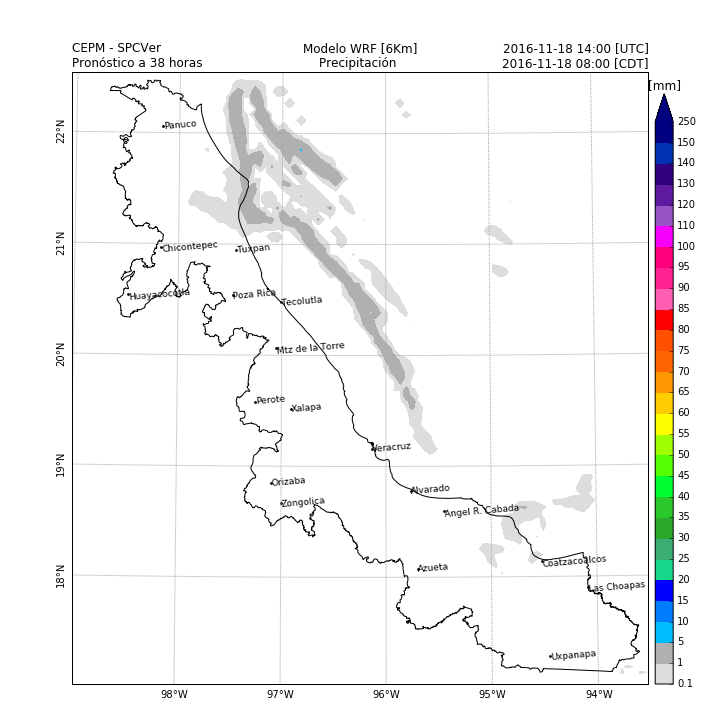 CEPM - SPCVer
Modelo WRF [6Km]
2016-11-18 14:00 [UTC]
Pronóstico a 38 horas
Precipitación
2016-11-18 08:00 [CDT]
[mm]
250
150
140
130
120
110
100
95
90
85
80
75
70
65
60
55
50
45
40
35
30
25
20
15
10
5
1
0.1
22°N
21°N
20°N
19°N
18°N
Panuco
Chicontepec
Tuxpan
Huayacocotla
Poza Rica
Tecolutla
Mtz de la Torre
Perote
Xalapa
Veracruz
Orizaba
Alvarado
Zongolica
Angel R. Cabada
Azueta
Coatzacoalcos
Las Choapas
Uxpanapa
98°W
97°W
96°W
95°W
94°W